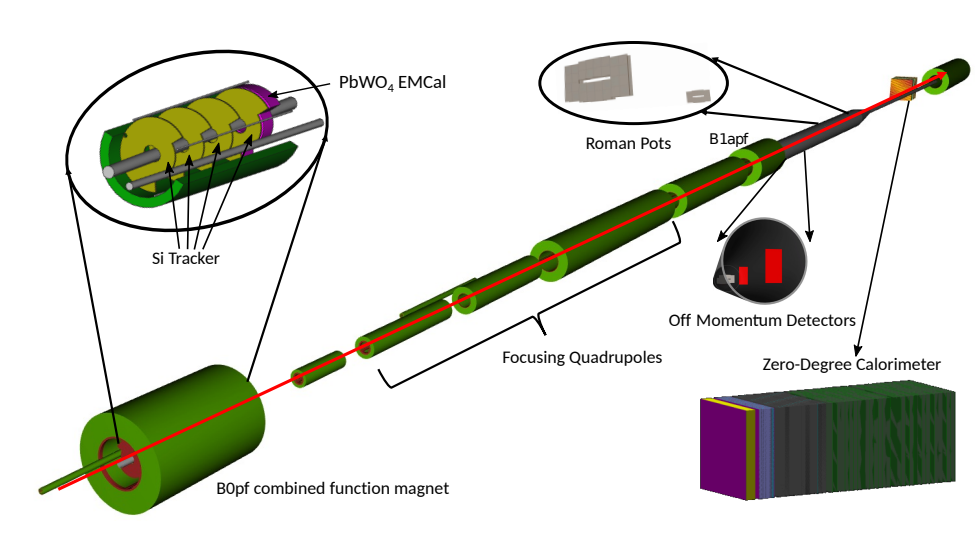 PbWO4 EMCal
Roman Pots
B1apf
Si Tracker
Off Momentum Detectors
Focusing Quadrupoles
Zero-Degree Calorimeter
B0pf combined function magnet